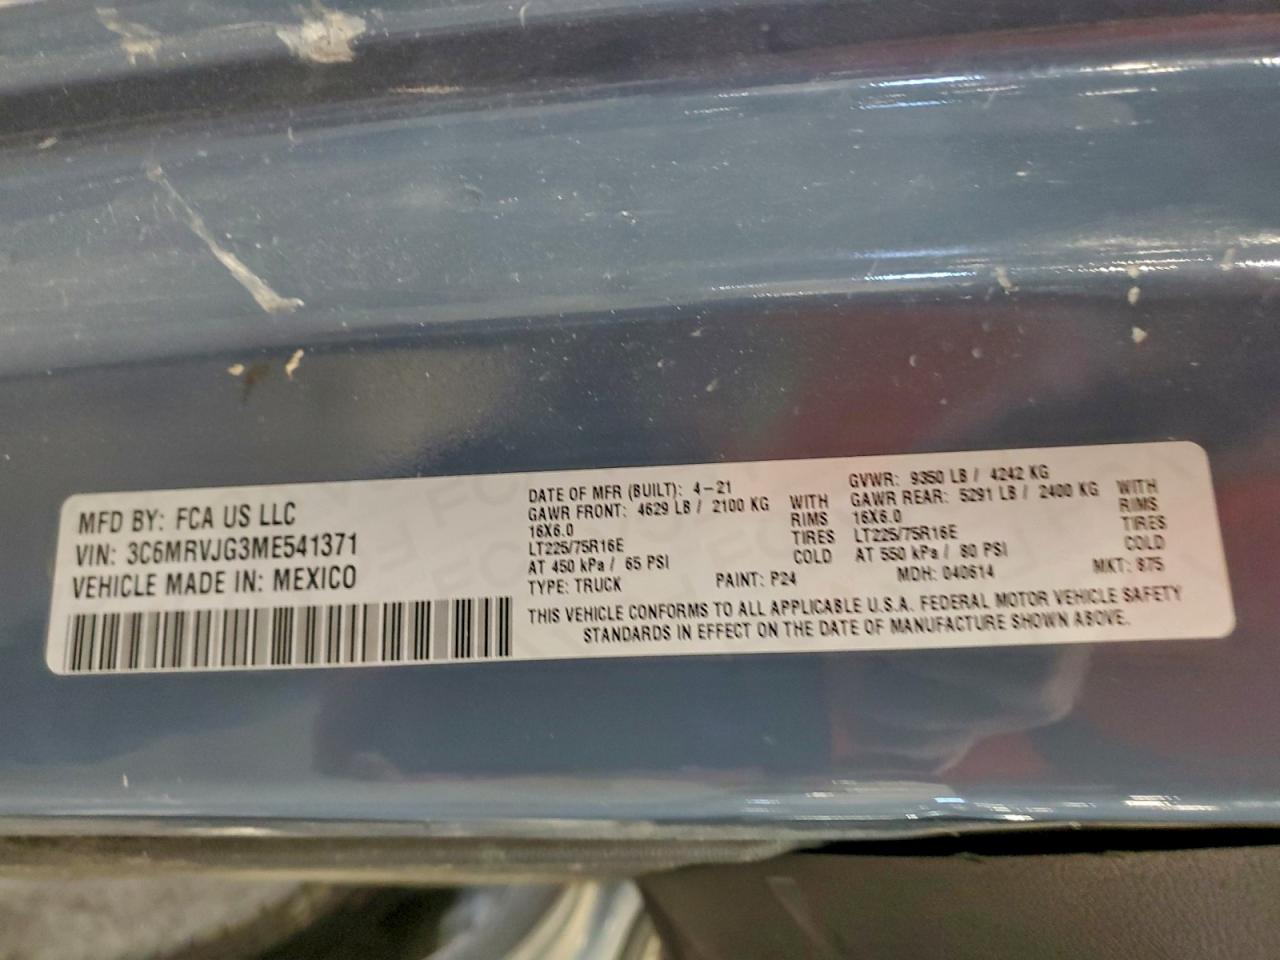 MFD BY: FCA US LLC
VIN: 3C6MRVJG3ME541371
VEHICLE MADE IN: MEXICO
DATE OF MFR (BUILT): 4-21
GAWR FRONT: 4629 LB / 2100 KG WITH
16X6.0 RIMS
LT225/75R16E TIRES
AT 450 kPa / 65 PSI COLD
TYPE: TRUCK PAINT: P24
GVWR: 9350 LB / 4242 KG
GAWR REAR: 5291 LB / 2400 KG WITH
16X6.0 RIMS
LT225/75R16E TIRES
AT 550 kPa / 80 PSI COLD
MDH: 040614 MKT: 875
THIS VEHICLE CONFORMS TO ALL APPLICABLE U.S.A. FEDERAL MOTOR VEHICLE SAFETY
STANDARDS IN EFFECT ON THE DATE OF MANUFACTURE SHOWN ABOVE.